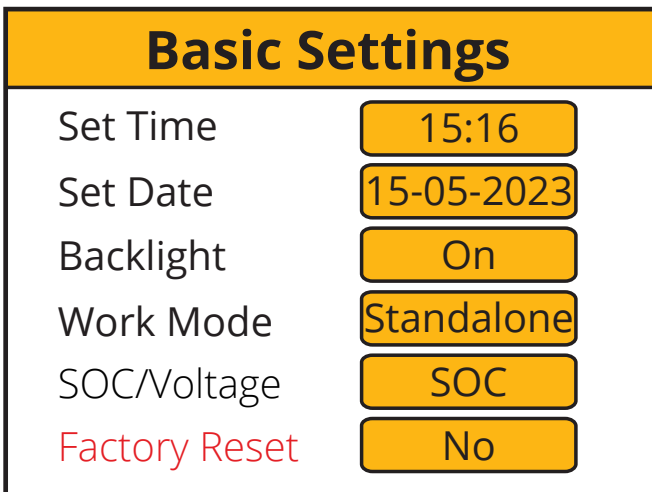 Basic Settings
Set Time 15:16
Set Date 15-05-2023
Backlight On
Work Mode Standalone
SOC/Voltage SOC
Factory Reset No